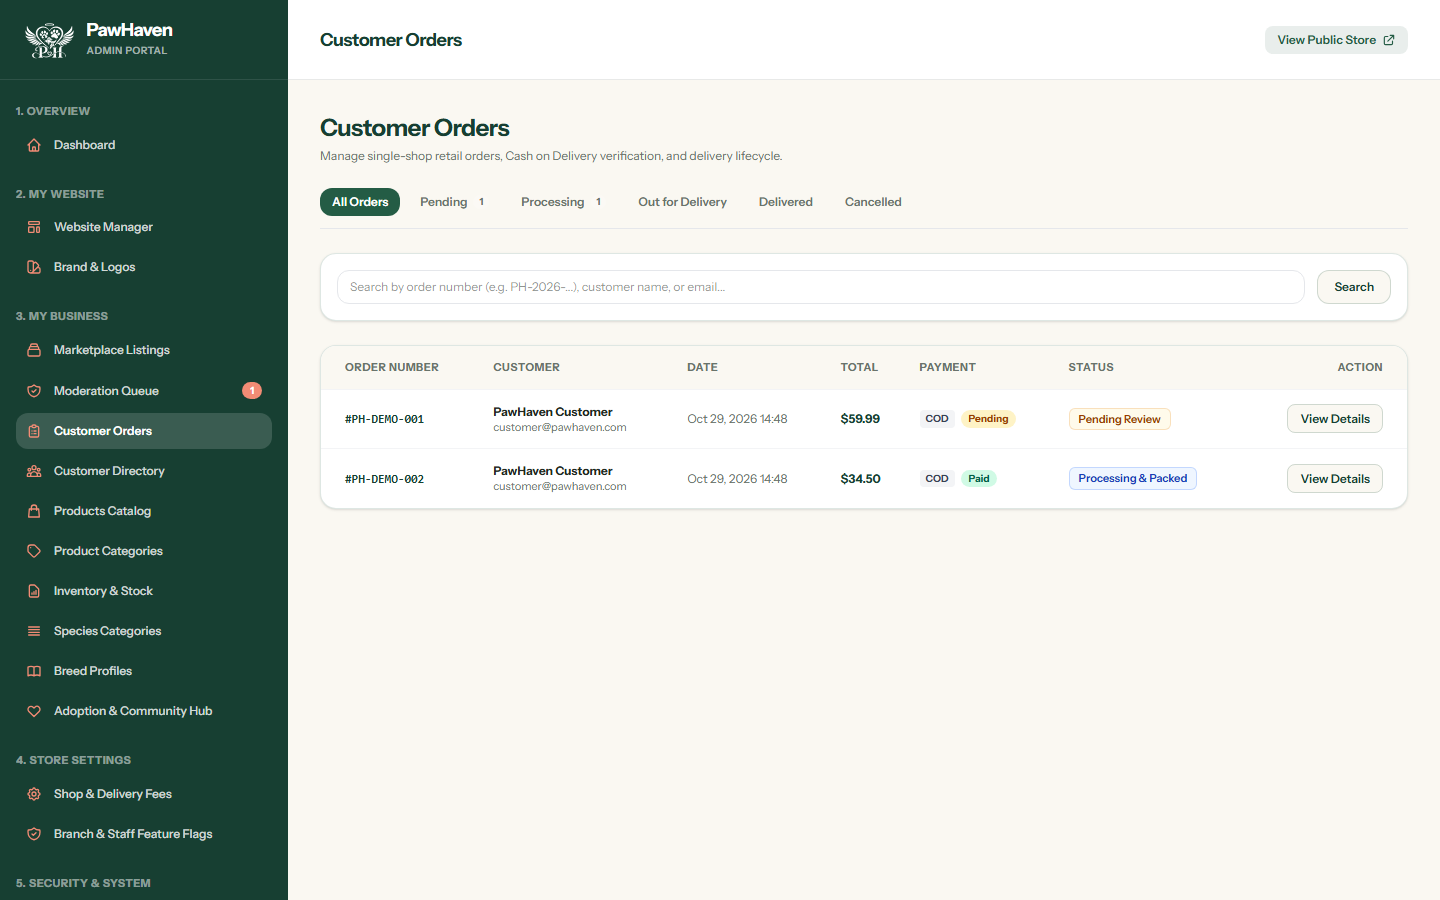 PawHaven
ADMIN PORTAL
1. OVERVIEW
Dashboard
2. MY WEBSITE
Website Manager
Brand & Logos
3. MY BUSINESS
Marketplace Listings
Moderation Queue 1
Customer Orders
Customer Directory
Products Catalog
Product Categories
Inventory & Stock
Species Categories
Breed Profiles
Adoption & Community Hub
4. STORE SETTINGS
Shop & Delivery Fees
Branch & Staff Feature Flags
5. SECURITY & SYSTEM
Customer Orders
View Public Store
Customer Orders
Manage single-shop retail orders, Cash on Delivery verification, and delivery lifecycle.
All Orders Pending 1 Processing 1 Out for Delivery Delivered Cancelled
Search by order number (e.g. PH-2026-...), customer name, or email...
Search
ORDER NUMBER CUSTOMER DATE TOTAL PAYMENT STATUS ACTION
#PH-DEMO-001 PawHaven Customer Oct 29, 2026 14:48 $59.99 COD Pending Pending Review View Details
customer@pawhaven.com
#PH-DEMO-002 PawHaven Customer Oct 29, 2026 14:48 $34.50 COD Paid Processing & Packed View Details
customer@pawhaven.com